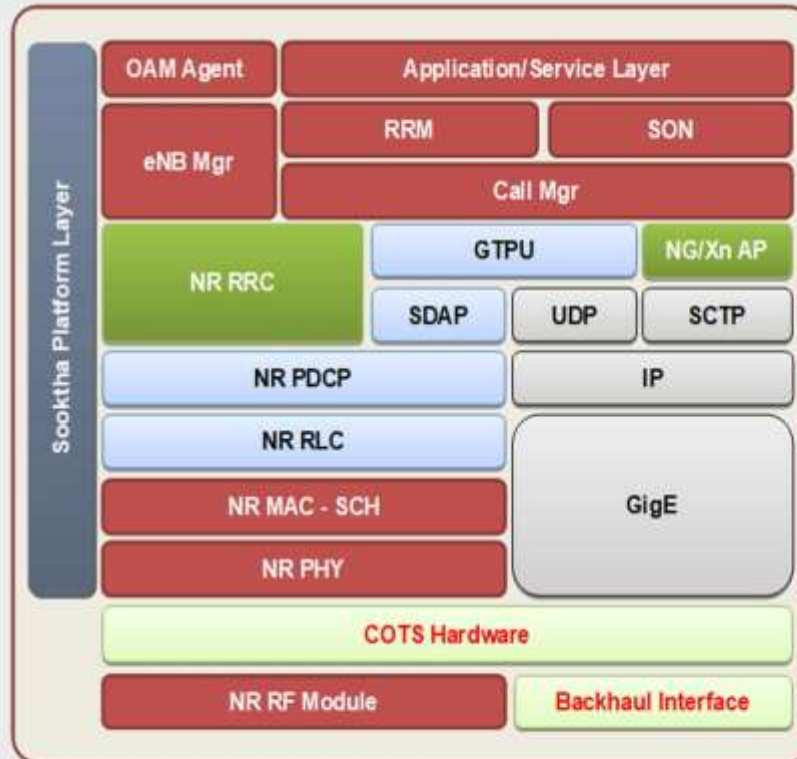 Sooktha Platform Layer
OAM Agent
Application/Service Layer
eNB Mgr
RRM
SON
Call Mgr
NR RRC
GTPU
NG/Xn AP
SDAP
UDP
SCTP
NR PDCP
IP
NR RLC
GigE
NR MAC - SCH
NR PHY
COTS Hardware
NR RF Module
Backhaul Interface